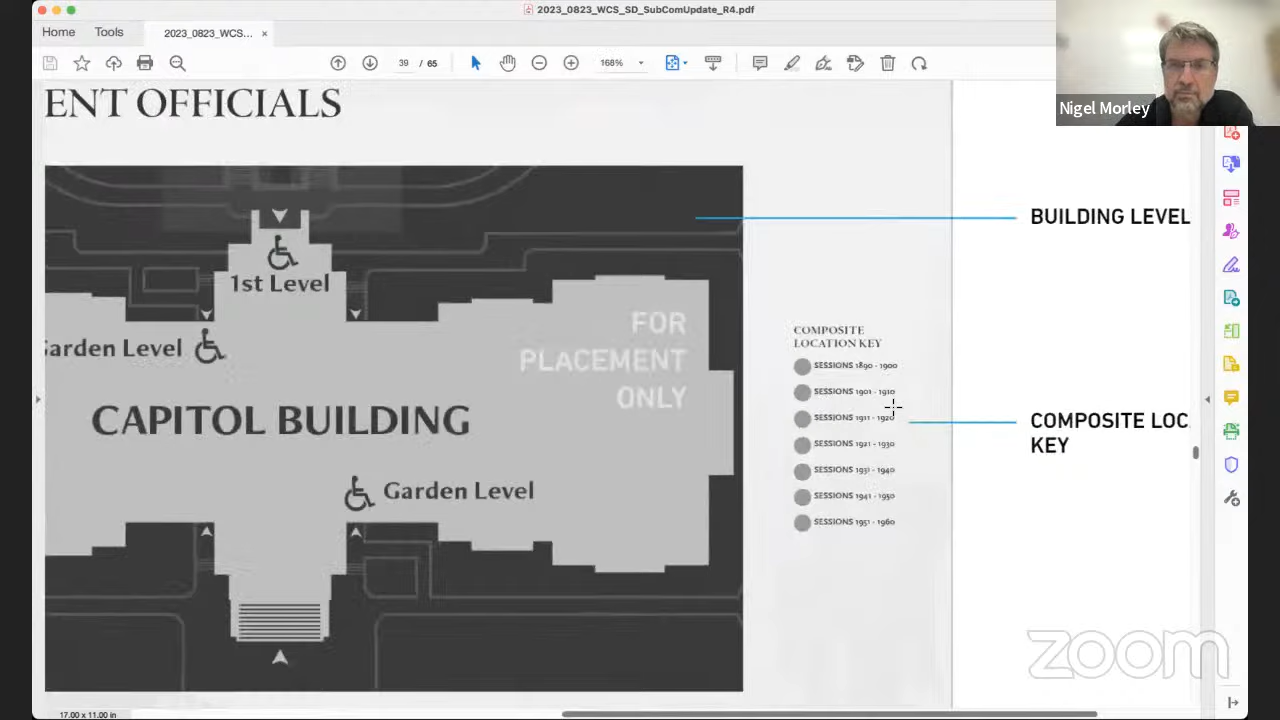 2023_0823_WCS_SD_SubComUpdate_R4.pdf
Home
Tools
2023_0823_WCS...
39 / 65
168%
Nigel Morley
ENT OFFICIALS
BUILDING LEVEL
1st Level
FOR
PLACEMENT
ONLY
Garden Level
CAPITOL BUILDING
Garden Level
COMPOSITE
LOCATION KEY
SESSIONS 1890 - 1900
SESSIONS 1901 - 1910
SESSIONS 1911 - 1920
SESSIONS 1921 - 1930
SESSIONS 1931 - 1940
SESSIONS 1941 - 1950
SESSIONS 1951 - 1960
COMPOSITE LOC
KEY
zoom
17.00 x 11.00 in